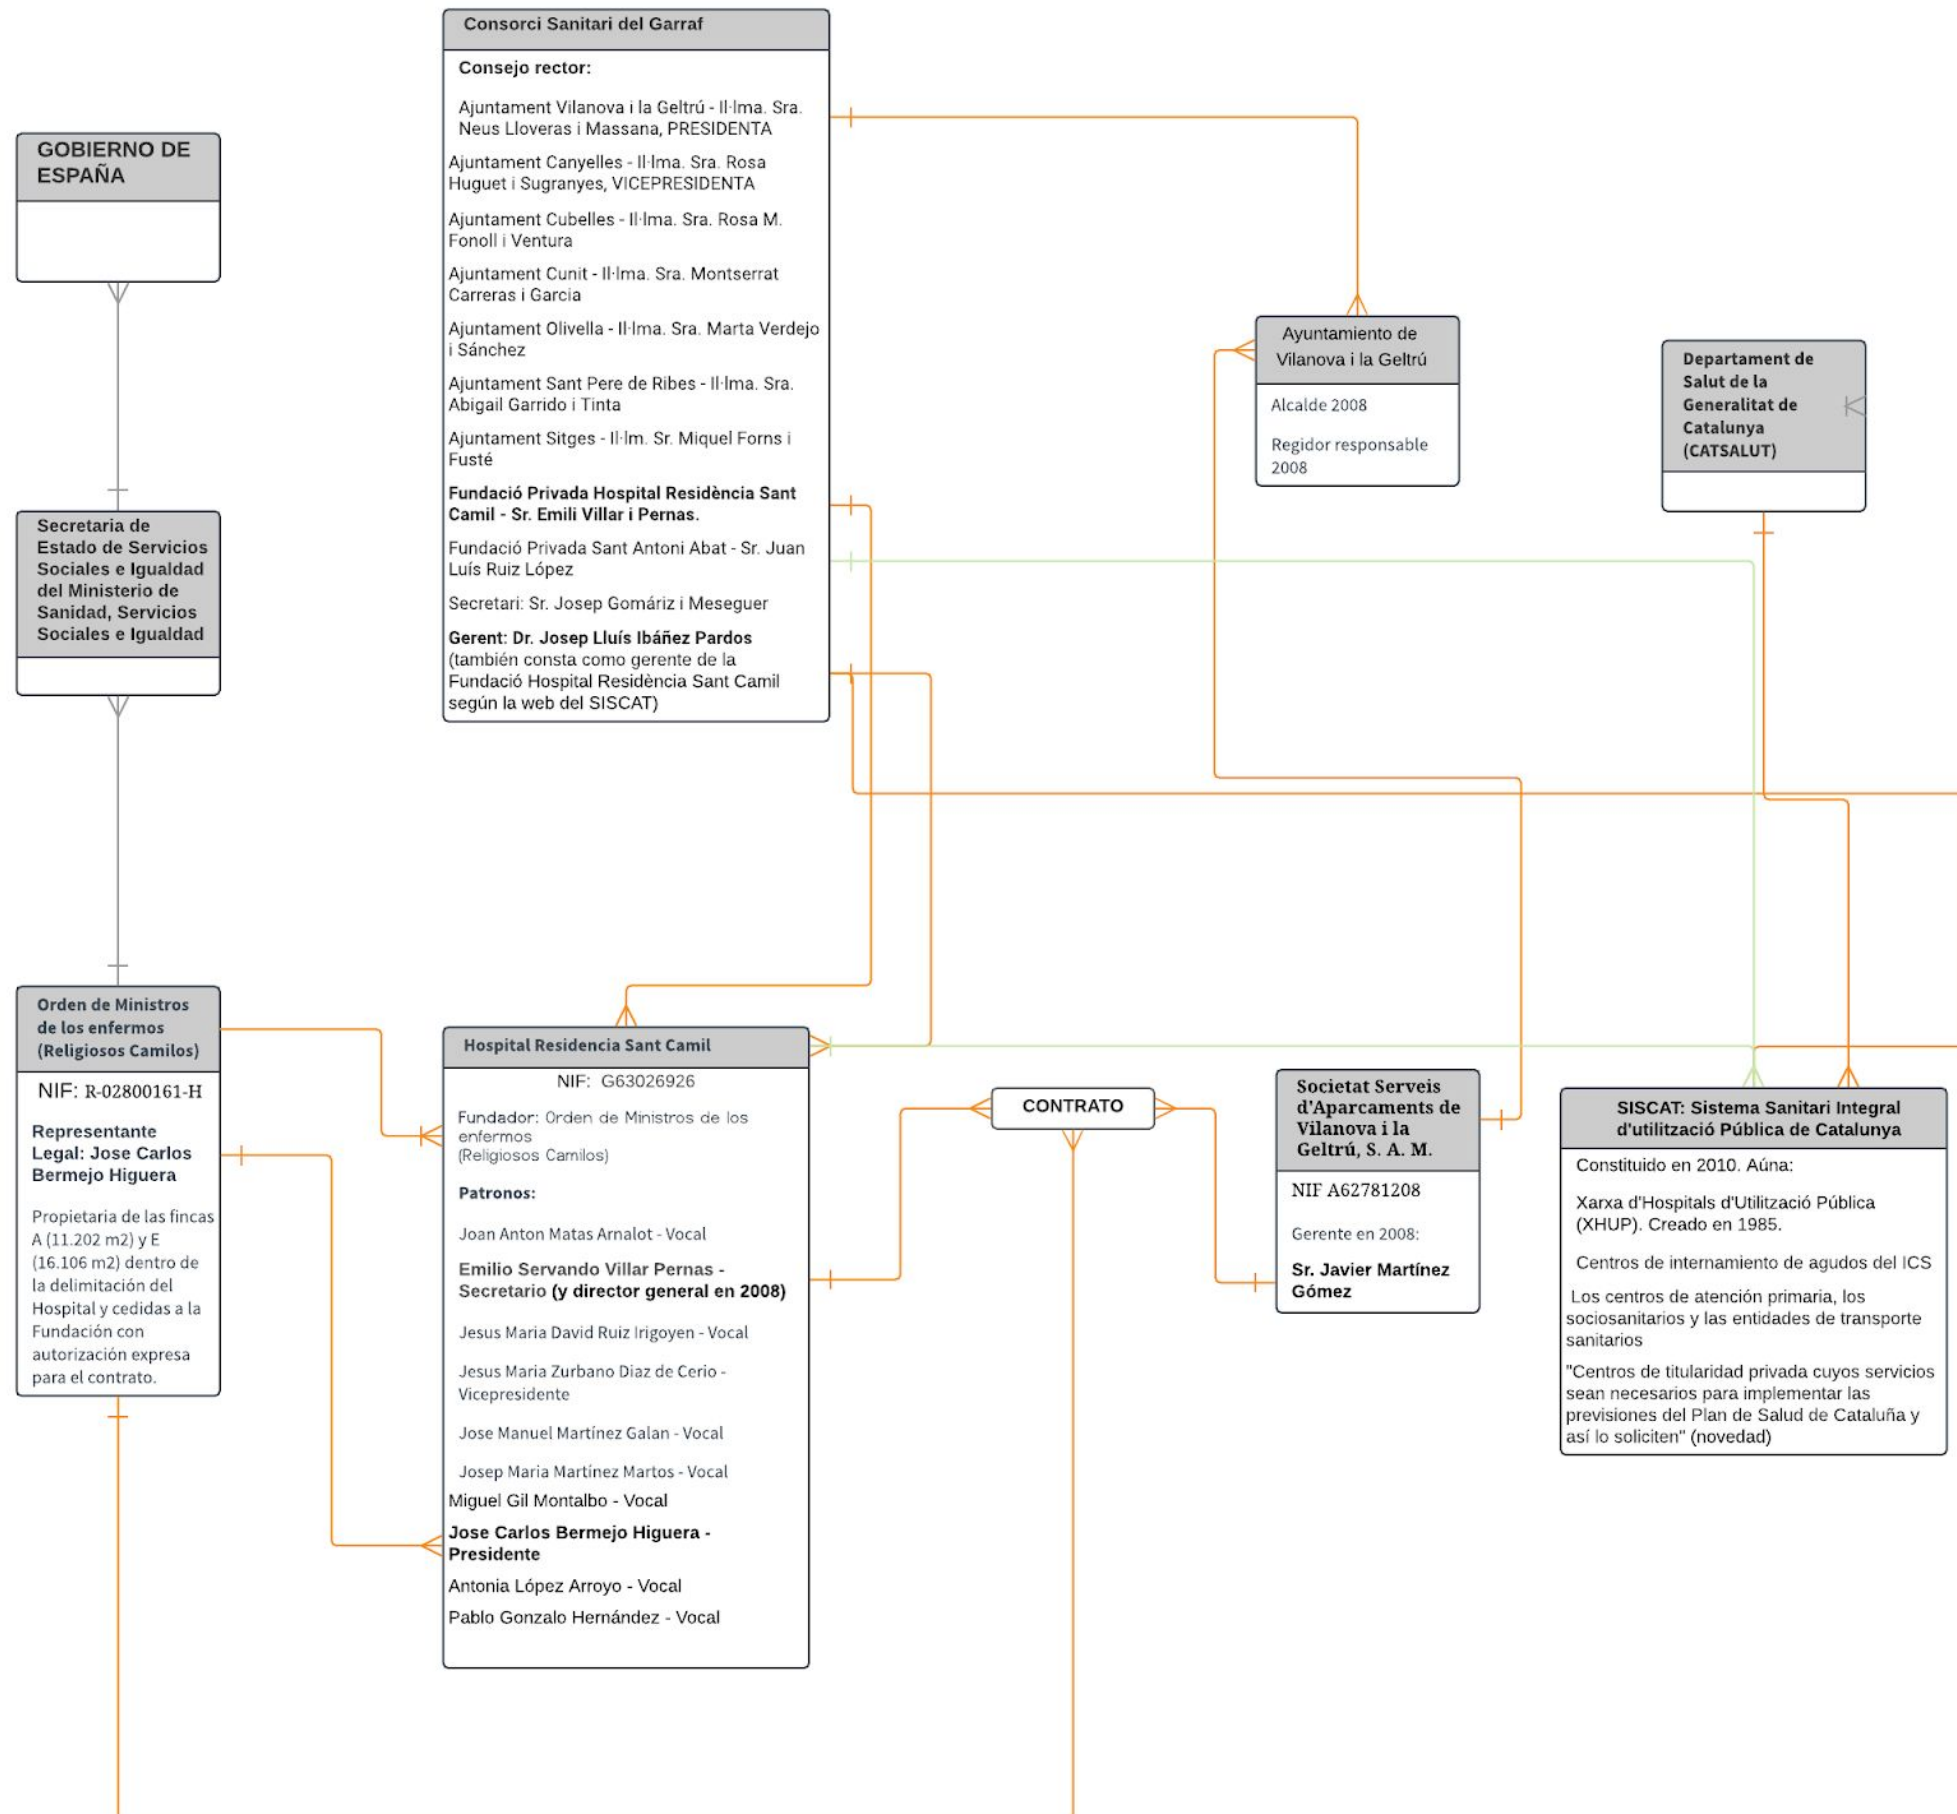 Consorci Sanitari del Garraf
Consejo rector:
Ajuntament Vilanova i la Geltrú - Il·lma. Sra.
Neus Lloveras i Massana, PRESIDENTA
Ajuntament Canyelles - Il·lma. Sra. Rosa
Huguet i Sugranyes, VICEPRESIDENTA
Ajuntament Cubelles - Il·lma. Sra. Rosa M.
Fonoll i Ventura
Ajuntament Cunit - Il·lma. Sra. Montserrat
Carreras i Garcia
Ajuntament Olivella - Il·lma. Sra. Marta Verdejo
i Sánchez
Ajuntament Sant Pere de Ribes - Il·lma. Sra.
Abigail Garrido i Tinta
Ajuntament Sitges - Il·lm. Sr. Miquel Forns i
Fusté
Fundació Privada Hospital Residència Sant
Camil - Sr. Emili Villar i Pernas.
Fundació Privada Sant Antoni Abat - Sr. Juan
Luís Ruiz López
Secretari: Sr. Josep Gomáriz i Meseguer
Gerent: Dr. Josep Lluís Ibáñez Pardos
(también consta como gerente de la
Fundació Hospital Residència Sant Camil
según la web del SISCAT)
GOBIERNO DE
ESPAÑA
Secretaria de
Estado de Servicios
Sociales e Igualdad
del Ministerio de
Sanidad, Servicios
Sociales e Igualdad
Ayuntamiento de
Vilanova i la Geltrú
Alcalde 2008
Regidor responsable
2008
Departament de
Salut de la
Generalitat de
Catalunya
(CATSALUT)
Orden de Ministros
de los enfermos
(Religiosos Camilos)
NIF: R-02800161-H
Representante
Legal: Jose Carlos
Bermejo Higuera
Propietaria de las fincas
A (11.202 m2) y E
(16.106 m2) dentro de
la delimitación del
Hospital y cedidas a la
Fundación con
autorización expresa
para el contrato.
Hospital Residencia Sant Camil
NIF: G63026926
Fundador: Orden de Ministros de los
enfermos
(Religiosos Camilos)
Patronos:
Joan Anton Matas Arnalot - Vocal
Emilio Servando Villar Pernas -
Secretario (y director general en 2008)
Jesus Maria David Ruiz Irigoyen - Vocal
Jesus Maria Zurbano Diaz de Cerio -
Vicepresidente
Jose Manuel Martínez Galan - Vocal
Josep Maria Martínez Martos - Vocal
Miguel Gil Montalbo - Vocal
Jose Carlos Bermejo Higuera -
Presidente
Antonia López Arroyo - Vocal
Pablo Gonzalo Hernández - Vocal
CONTRATO
Societat Serveis
d'Aparcaments de
Vilanova i la
Geltrú, S. A. M.
NIF A62781208
Gerente en 2008:
Sr. Javier Martínez
Gómez
SISCAT: Sistema Sanitari Integral
d'utilització Pública de Catalunya
Constituido en 2010. Aúna:
Xarxa d'Hospitals d'Utilització Pública
(XHUP). Creado en 1985.
Centros de internamiento de agudos del ICS
Los centros de atención primaria, los
sociosanitarios y las entidades de transporte
sanitarios
"Centros de titularidad privada cuyos servicios
sean necesarios para implementar las
previsiones del Plan de Salud de Cataluña y
así lo soliciten" (novedad)